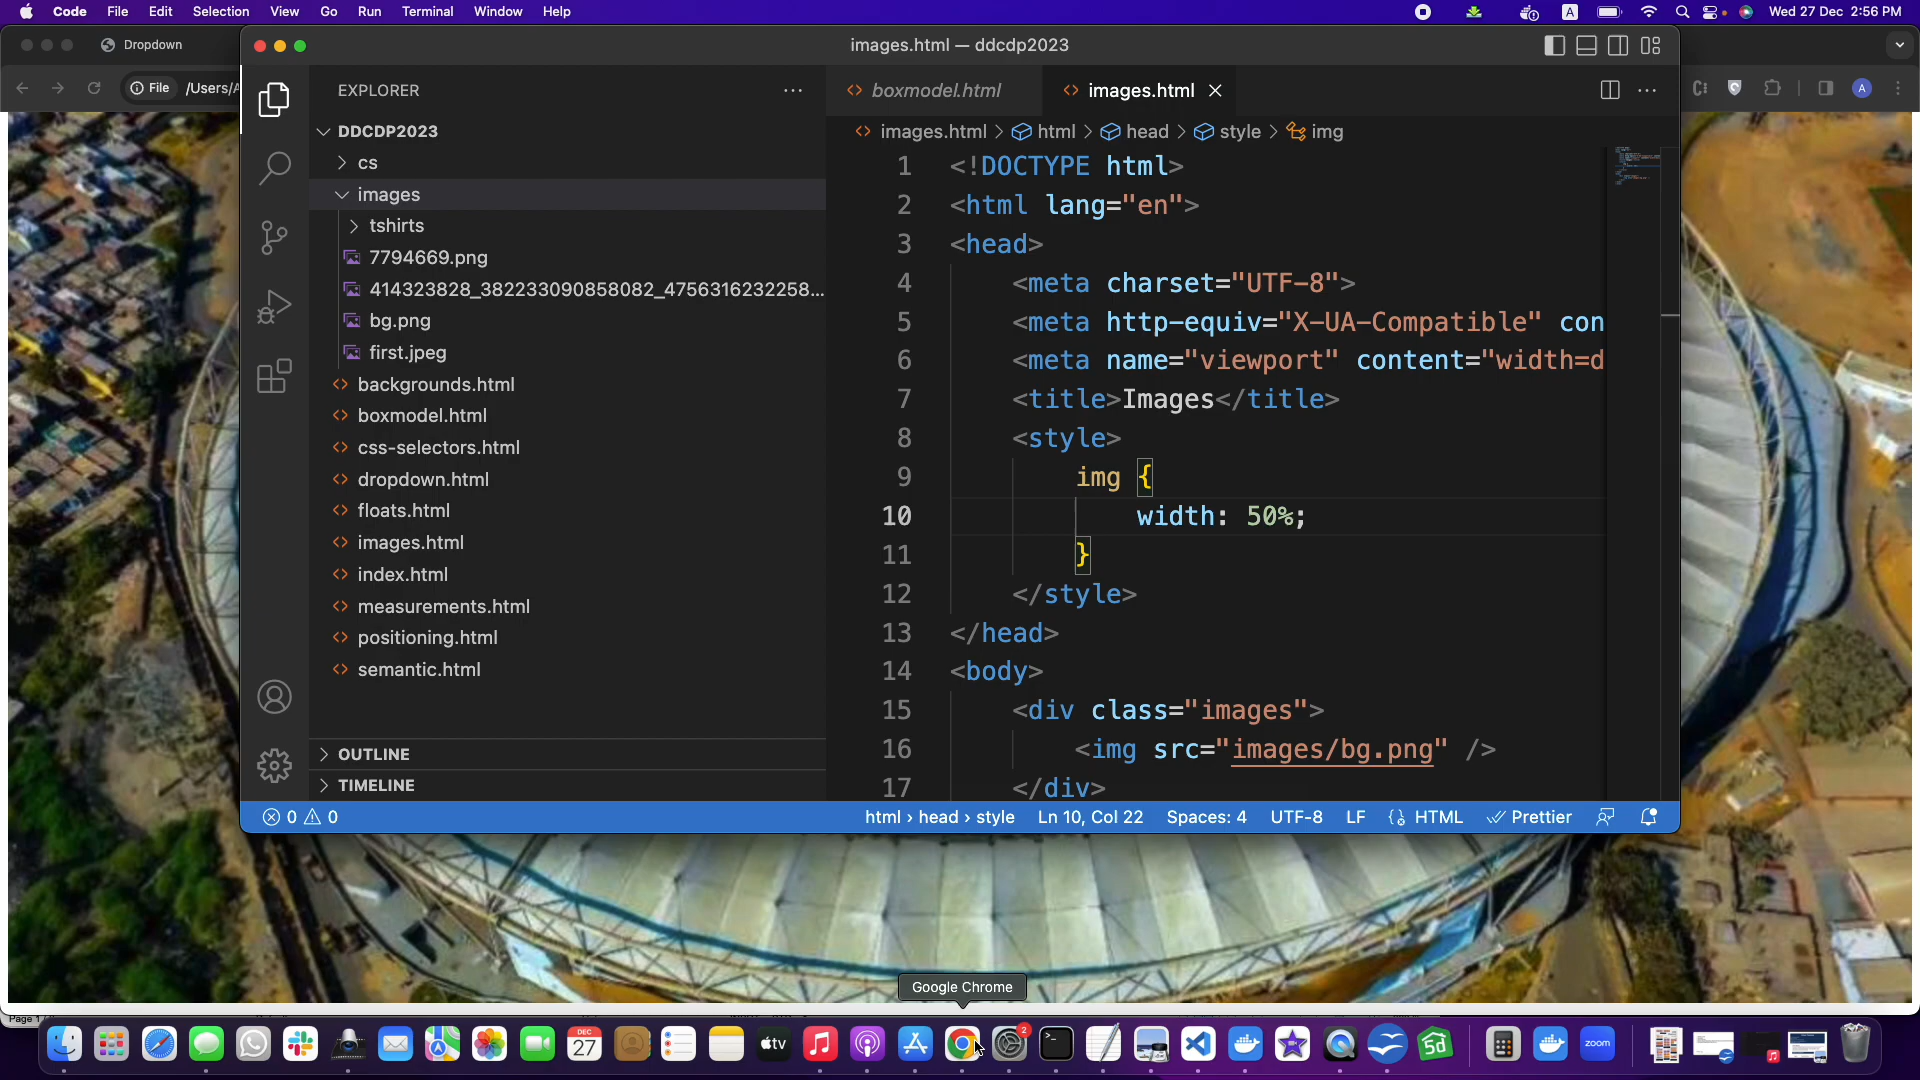 Code File Edit Selection View Go Run Terminal Window Help
A
Wed 27 Dec 2:56 PM
Dropdown
File /Users/A
A
images.html — ddcdp2023
EXPLORER
DDCDP2023
cs
images
tshirts
7794669.png
414323828_382233090858082_4756316232258...
bg.png
first.jpeg
backgrounds.html
boxmodel.html
css-selectors.html
dropdown.html
floats.html
images.html
index.html
measurements.html
positioning.html
semantic.html
OUTLINE
TIMELINE
boxmodel.html
images.html
images.html > html > head > style > img
1 <!DOCTYPE html>
2 <html lang="en">
3 <head>
4 <meta charset="UTF-8">
5 <meta http-equiv="X-UA-Compatible" con
6 <meta name="viewport" content="width=d
7 <title>Images</title>
8 <style>
9 img {
10 width: 50%;
11 }
12 </style>
13 </head>
14 <body>
15 <div class="images">
16 <img src="images/bg.png" />
17 </div>
0 0
html > head > style Ln 10, Col 22 Spaces: 4 UTF-8 LF HTML Prettier
Google Chrome
Page 1
DEC
27
tv
2
zoom